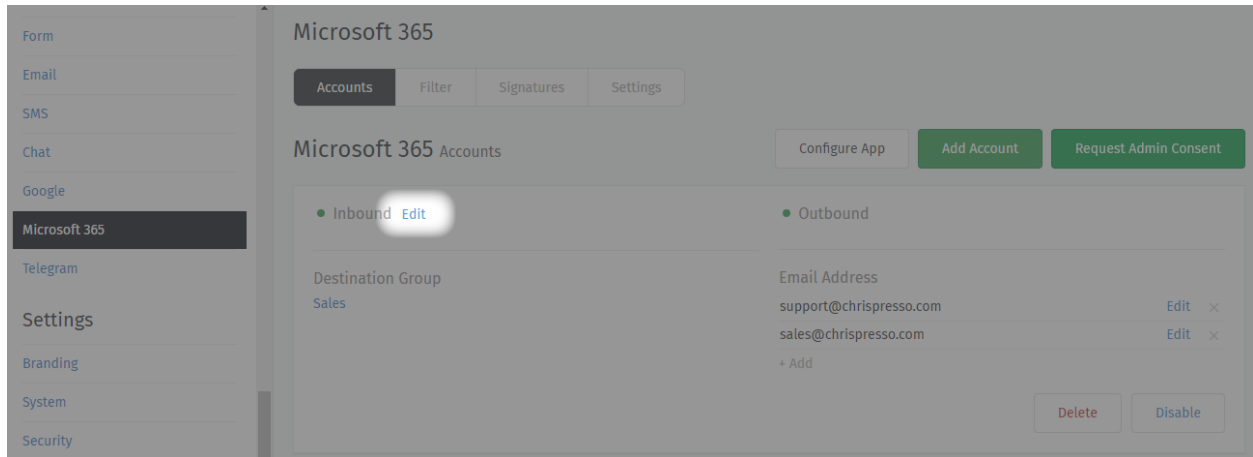 Form
Email
SMS
Chat
Google
Microsoft 365
Telegram
Settings
Branding
System
Security
Microsoft 365
Accounts Filter Signatures Settings
Microsoft 365 Accounts
Configure App Add Account Request Admin Consent
Inbound Edit
Destination Group
Sales
Outbound
Email Address
support@chrispresso.com Edit
sales@chrispresso.com Edit
+ Add
Delete Disable